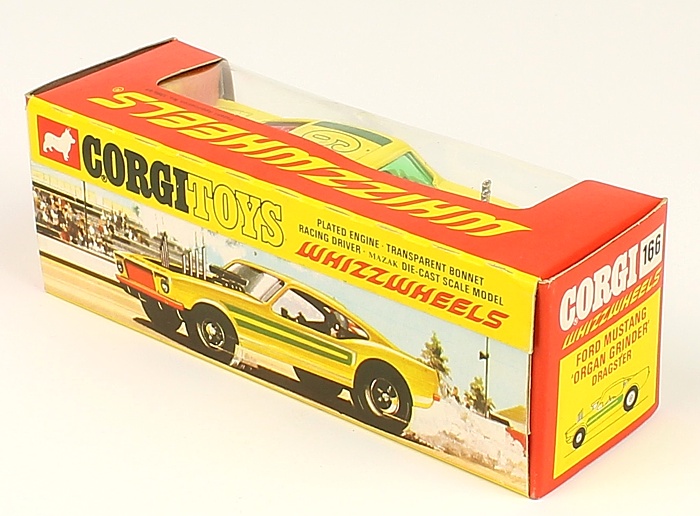 WHIZZWHEELS
CORGI TOYS
PLATED ENGINE · TRANSPARENT BONNET
RACING DRIVER · MAZAK DIE-CAST SCALE MODEL
WHIZZWHEELS
CORGI 166
WHIZZWHEELS
FORD MUSTANG
'ORGAN GRINDER'
DRAGSTER